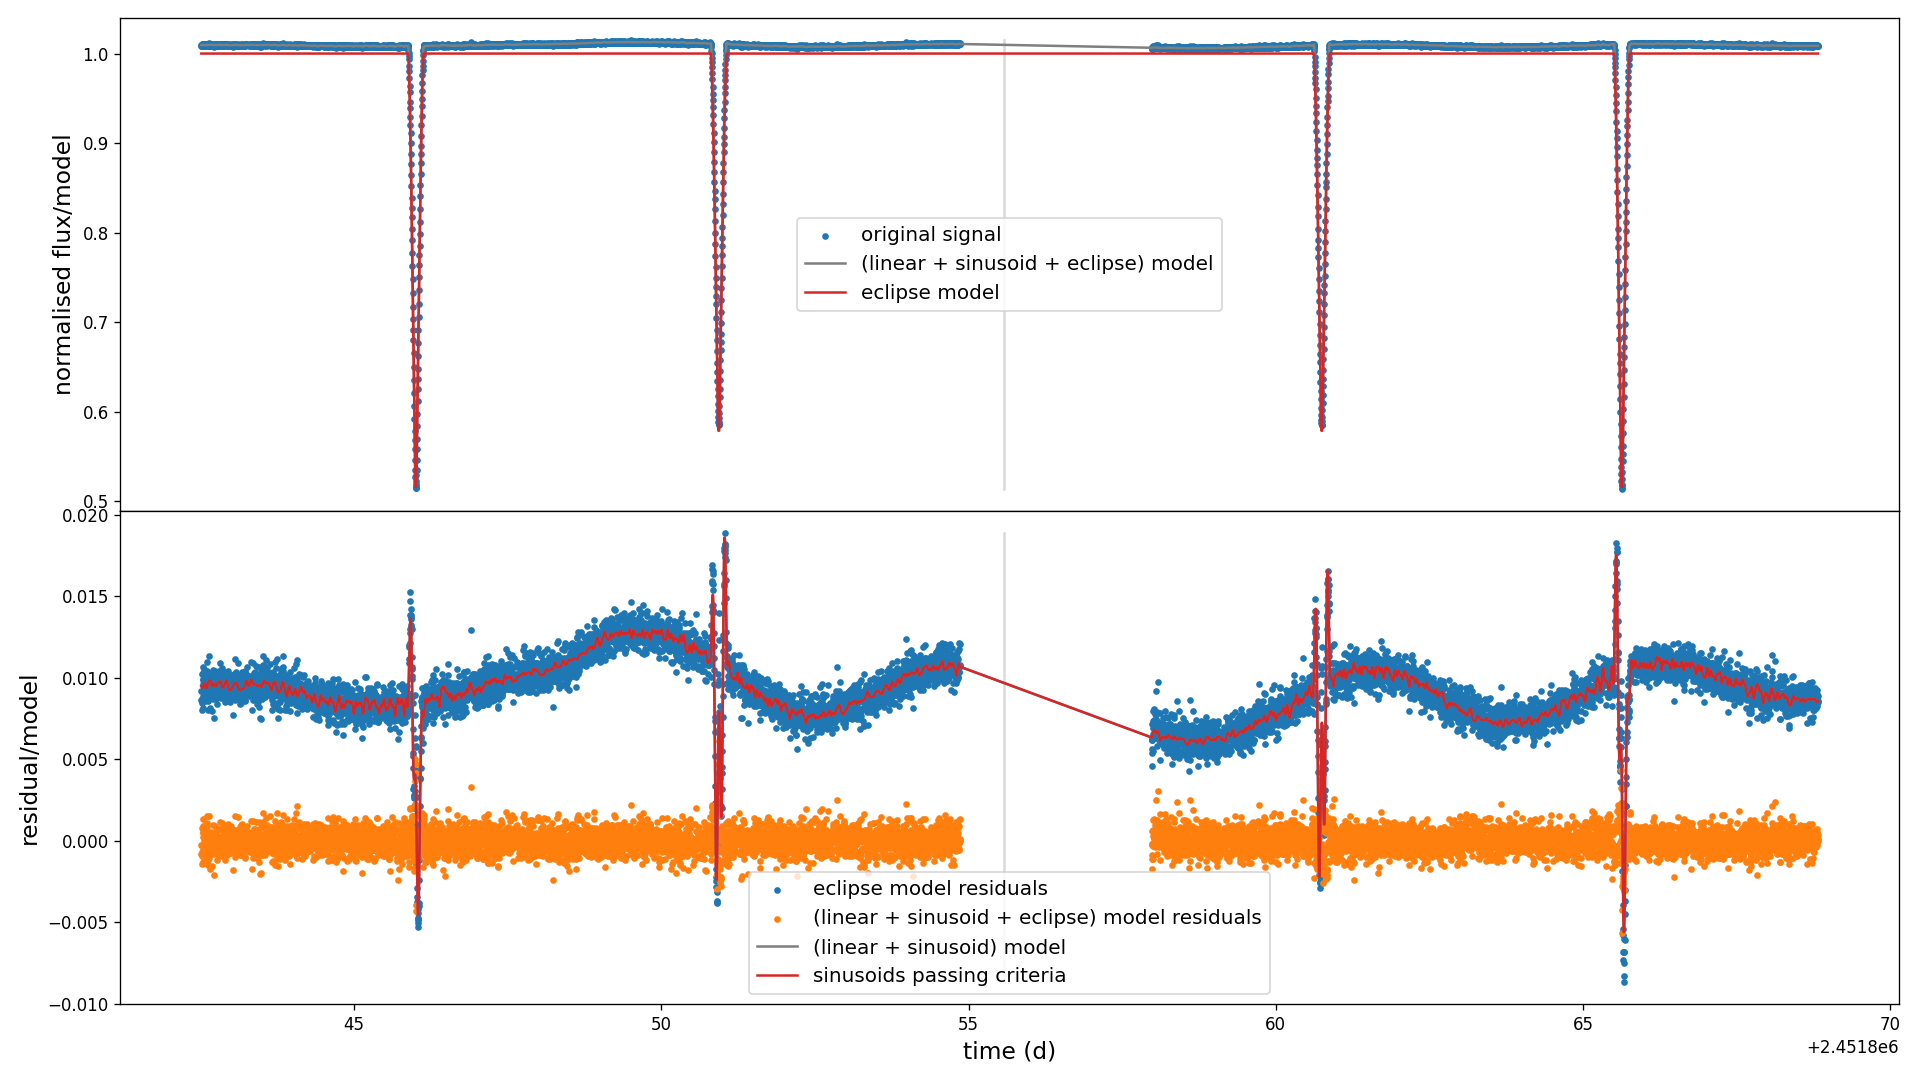 1.0
0.9
0.8
0.7
0.6
0.5
normalised flux/model
original signal
(linear + sinusoid + eclipse) model
eclipse model
0.020
0.015
0.010
0.005
0.000
−0.005
−0.010
residual/model
eclipse model residuals
(linear + sinusoid + eclipse) model residuals
(linear + sinusoid) model
sinusoids passing criteria
45
50
55
60
65
70
time (d)
+2.4518e6